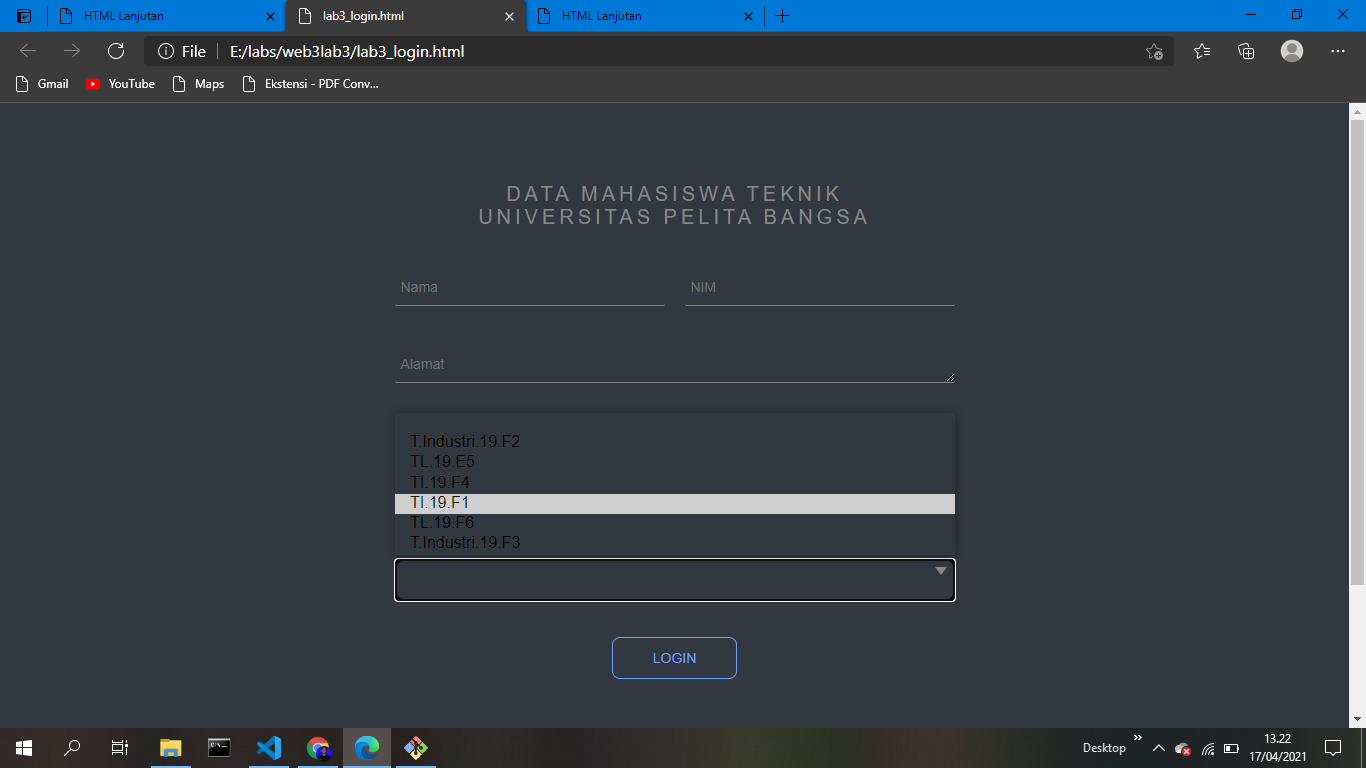 HTML Lanjutan
lab3_login.html
HTML Lanjutan
File
E:/labs/web3lab3/lab3_login.html
Gmail
YouTube
Maps
Ekstensi - PDF Conv...
DATA MAHASISWA TEKNIK
UNIVERSITAS PELITA BANGSA
Nama
NIM
Alamat
T.Industri.19.F2
TL.19.E5
TI.19.F4
TI.19.F1
TL.19.F6
T.Industri.19.F3
LOGIN
Desktop
13.22
17/04/2021